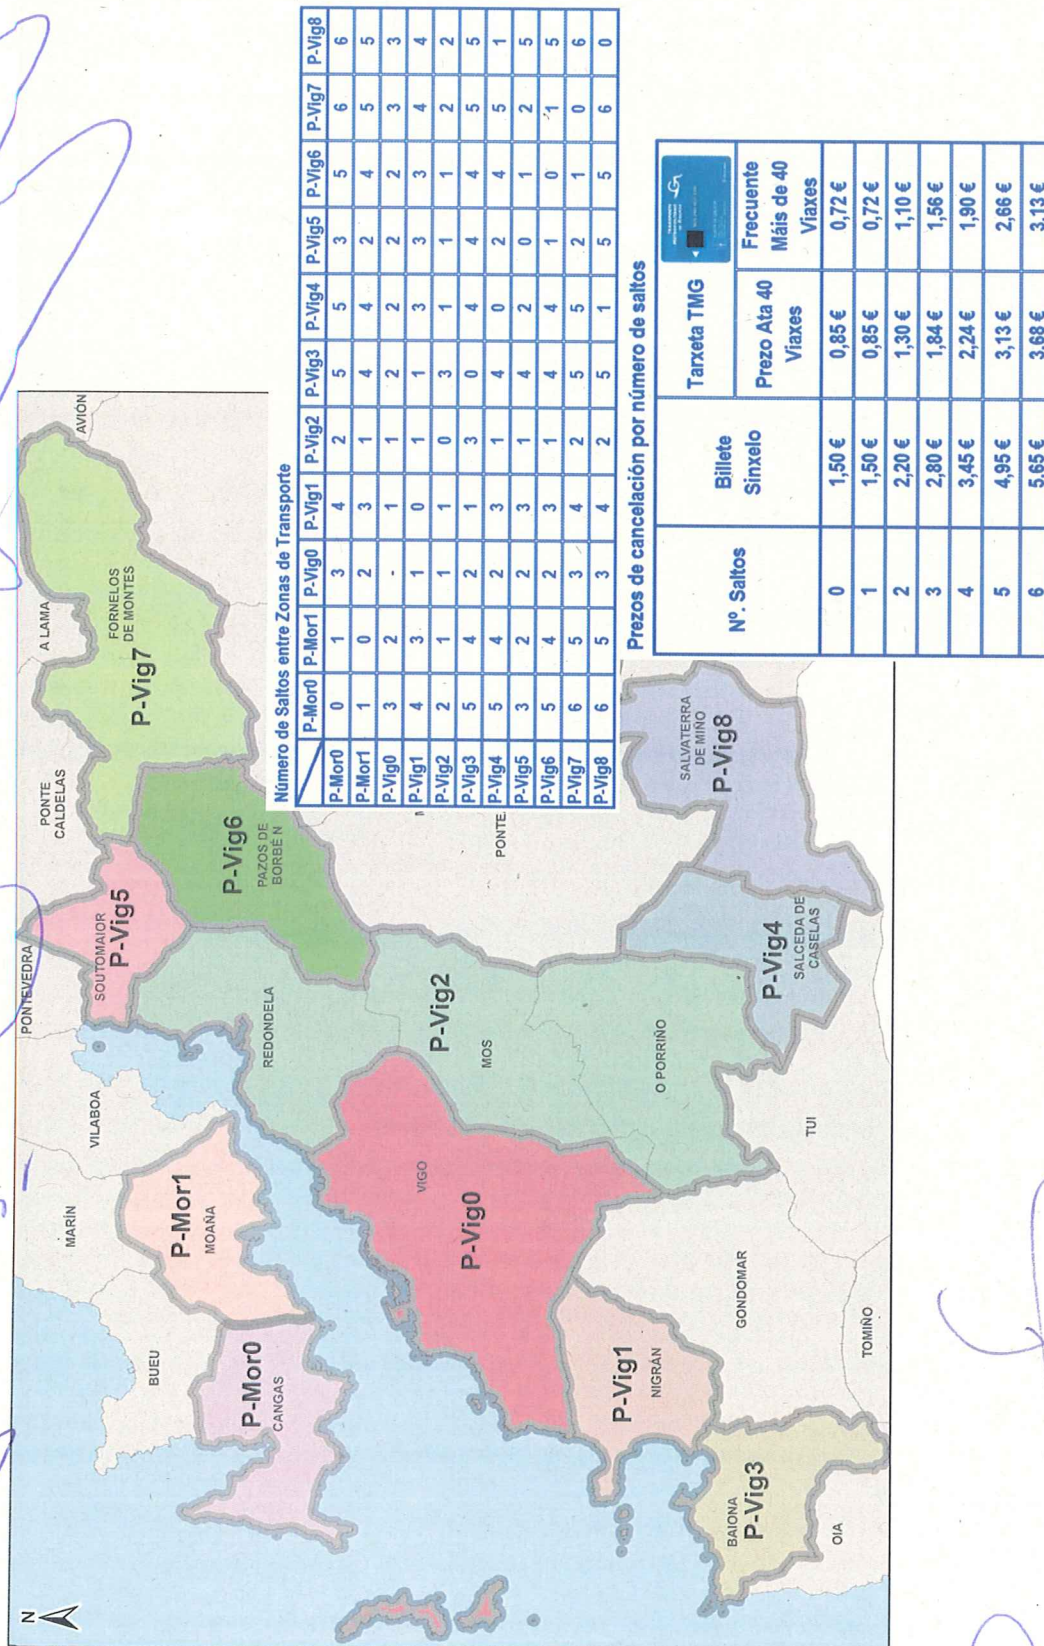 N
PONTEVEDRA
A LAMA
AVIÓN
MARÍN
VILABOA
SOUTOMAIOR
P-Vig5
PONTE
CALDELAS
FORNELOS
DE MONTES
P-Vig7
BUEU
P-Mor1
MOAÑA
P-Mor0
CANGAS
REDONDELA
P-Vig6
PAZOS DE
BORBÉN
VIGO
P-Vig0
P-Vig2
MOS
PONTE
P-Vig1
NIGRÁN
GONDOMAR
O PORRIÑO
P-Vig4
SALCEDA DE
CASELAS
SALVATERRA
DE MIÑO
P-Vig8
BAIONA
P-Vig3
OIA
TOMIÑO
TUI
Número de Saltos entre Zonas de Transporte
P-Mor0 P-Mor1 P-Vig0 P-Vig1 P-Vig2 P-Vig3 P-Vig4 P-Vig5 P-Vig6 P-Vig7 P-Vig8
P-Mor0 0 1 3 4 2 5 5 3 5 6 6
P-Mor1 1 0 2 3 1 4 4 2 4 5 5
P-Vig0 3 2 - 1 1 2 2 2 2 3 3
P-Vig1 4 3 1 0 1 1 3 3 3 4 4
P-Vig2 2 1 1 1 0 3 1 1 1 2 2
P-Vig3 5 4 2 1 3 0 4 4 4 5 5
P-Vig4 5 4 2 3 1 4 0 2 4 5 1
P-Vig5 3 2 2 3 1 4 2 0 1 2 5
P-Vig6 5 4 2 3 1 4 4 1 0 1 5
P-Vig7 6 5 3 4 2 5 5 2 1 0 6
P-Vig8 6 5 3 4 2 5 1 5 5 6 0
Prezos de cancelación por número de saltos
Nº. Saltos
Billete
Sinxelo
Tarxeta TMG
Prezo Ata 40
Viaxes
Frecuente
Máis de 40
Viaxes
0 1,50 € 0,85 € 0,72 €
1 1,50 € 0,85 € 0,72 €
2 2,20 € 1,30 € 1,10 €
3 2,80 € 1,84 € 1,56 €
4 3,45 € 2,24 € 1,90 €
5 4,95 € 3,13 € 2,66 €
6 5,65 € 3,68 € 3,13 €